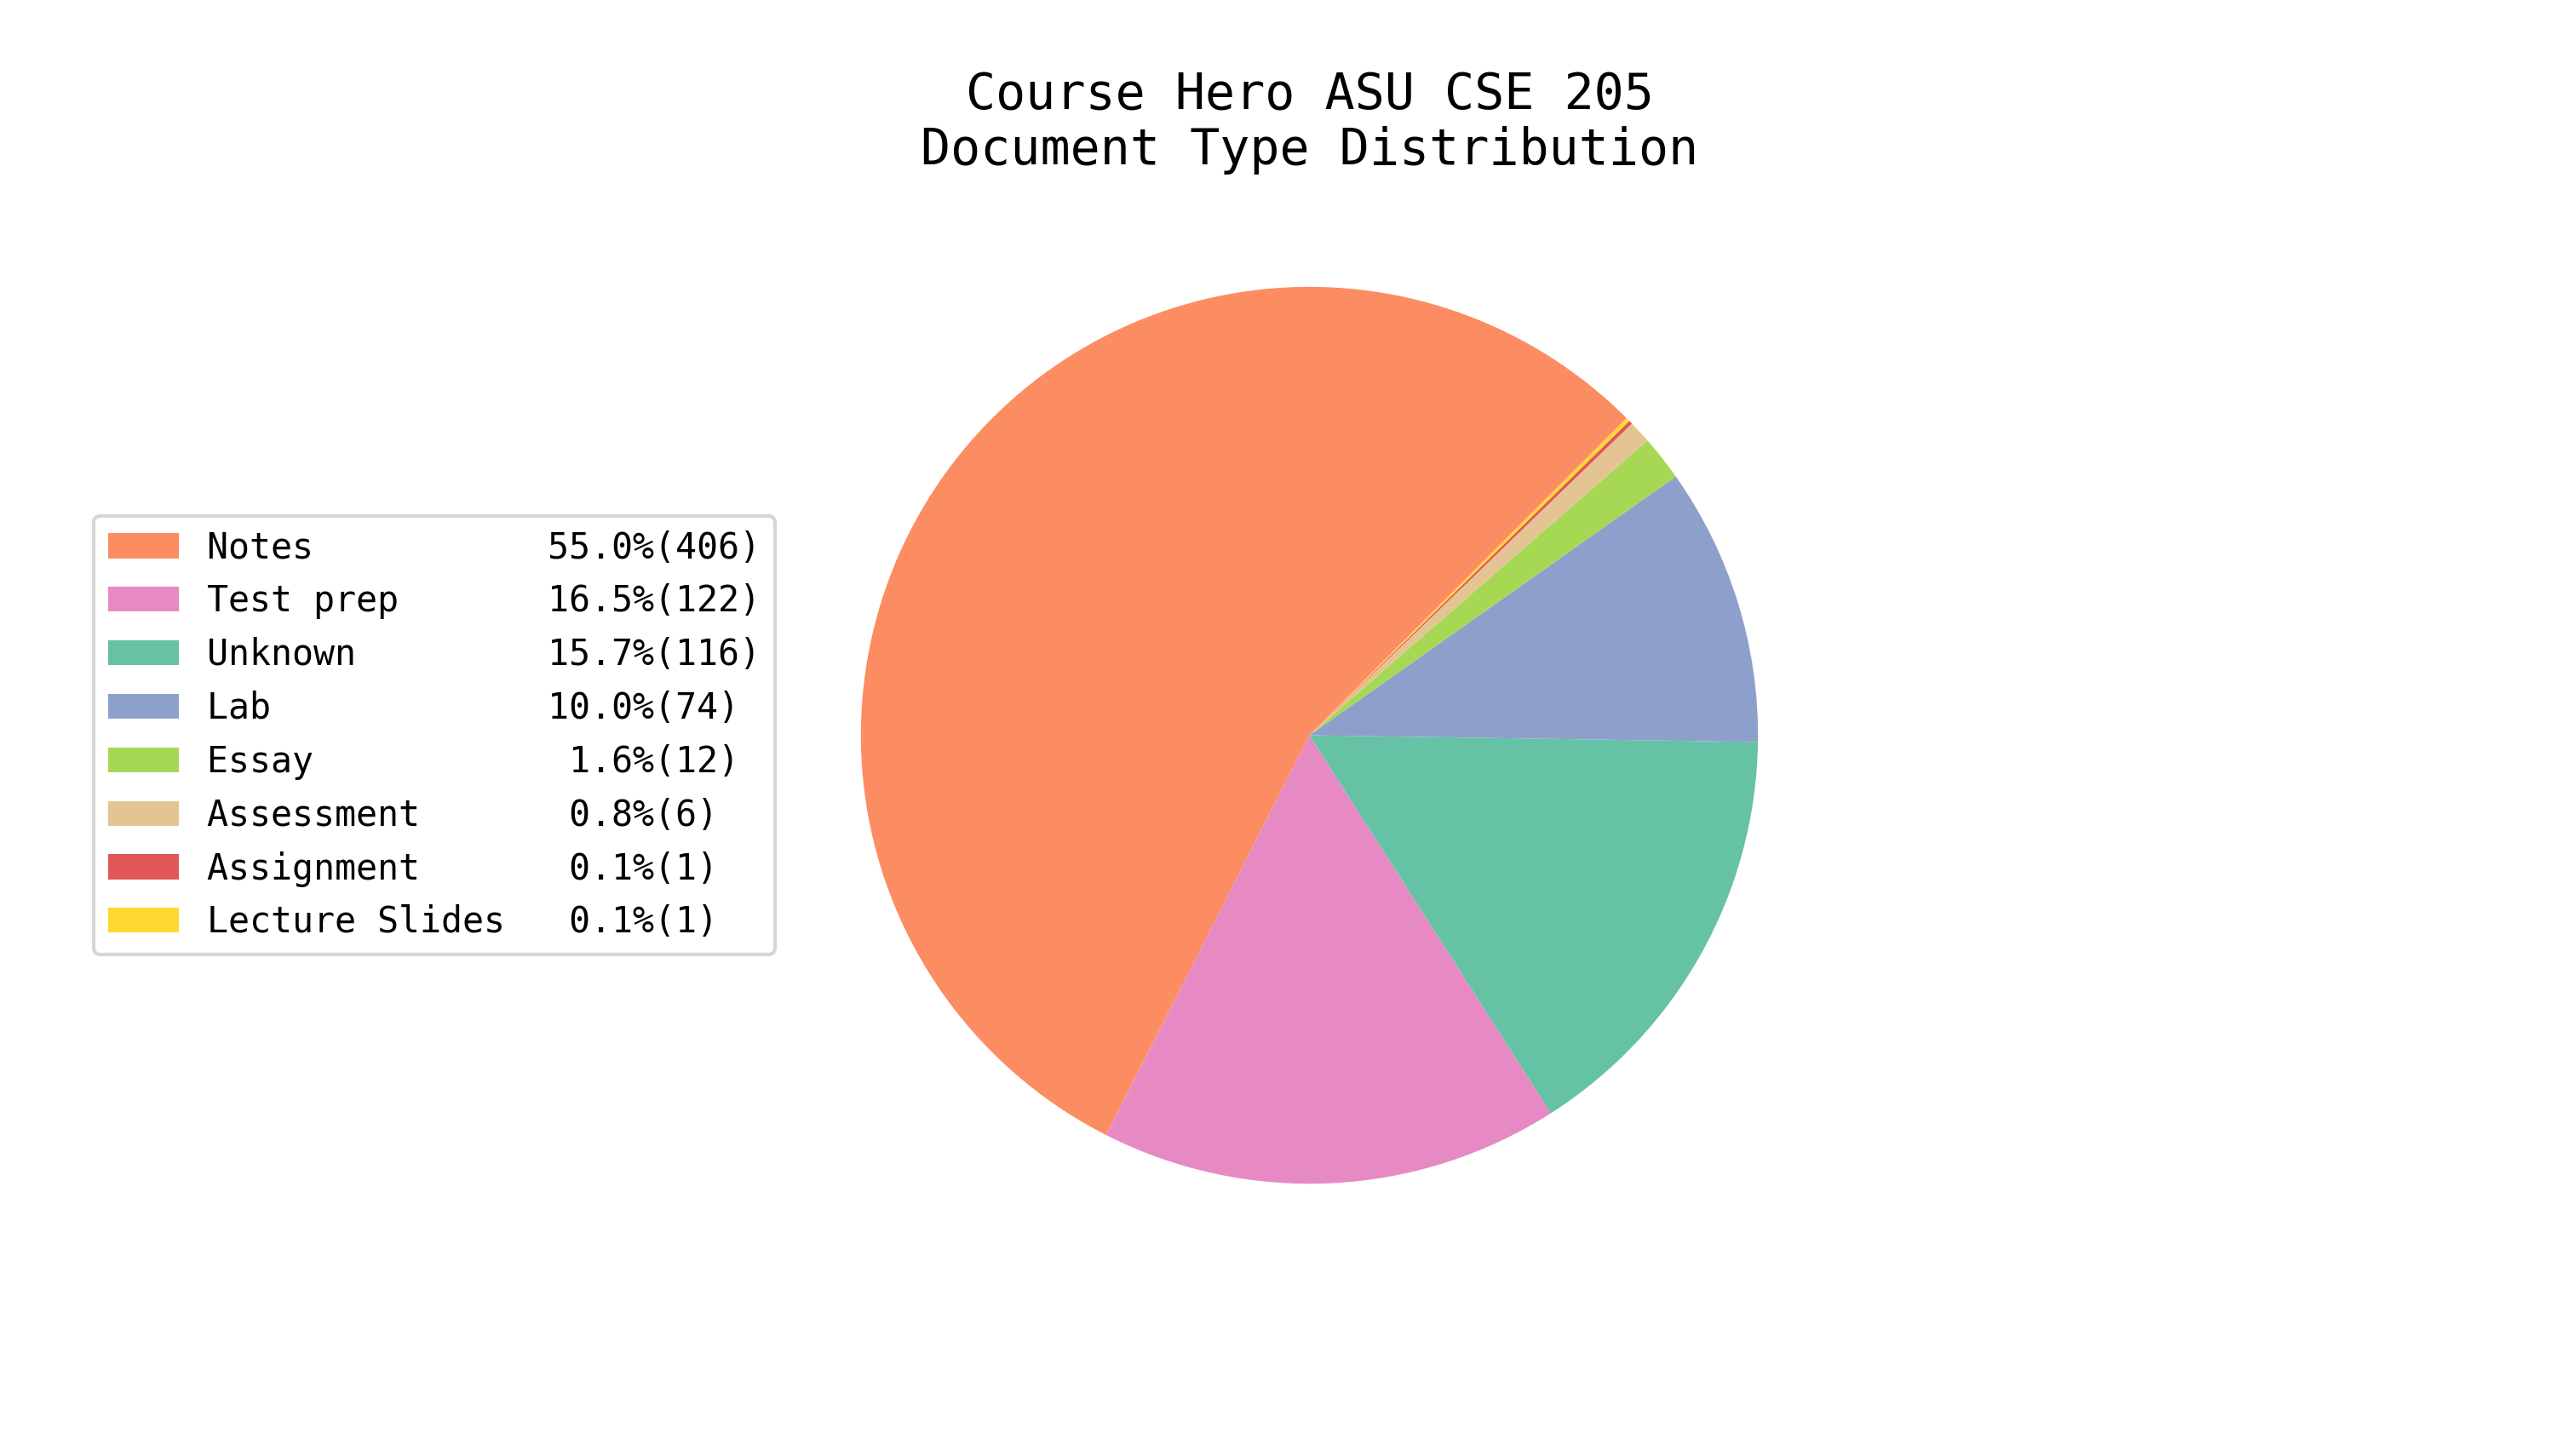 Course Hero ASU CSE 205
Document Type Distribution
Notes 55.0%(406)
Test prep 16.5%(122)
Unknown 15.7%(116)
Lab 10.0%(74)
Essay 1.6%(12)
Assessment 0.8%(6)
Assignment 0.1%(1)
Lecture Slides 0.1%(1)